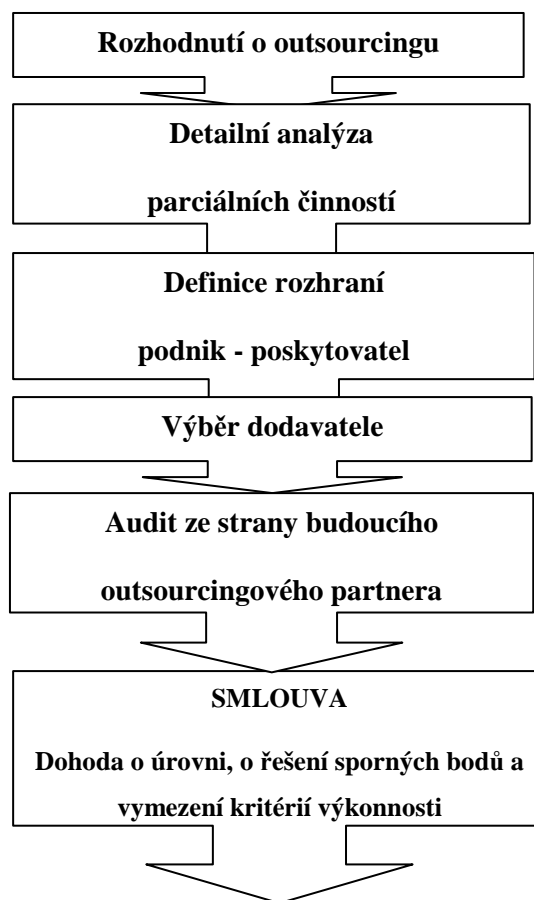 Rozhodnutí o outsourcingu
Detailní analýza
parciálních činností
Definice rozhraní
podnik - poskytovatel
Výběr dodavatele
Audit ze strany budoucího
outsourcingového partnera
SMLOUVA
Dohoda o úrovni, o řešení sporných bodů a
vymezení kritérií výkonnosti